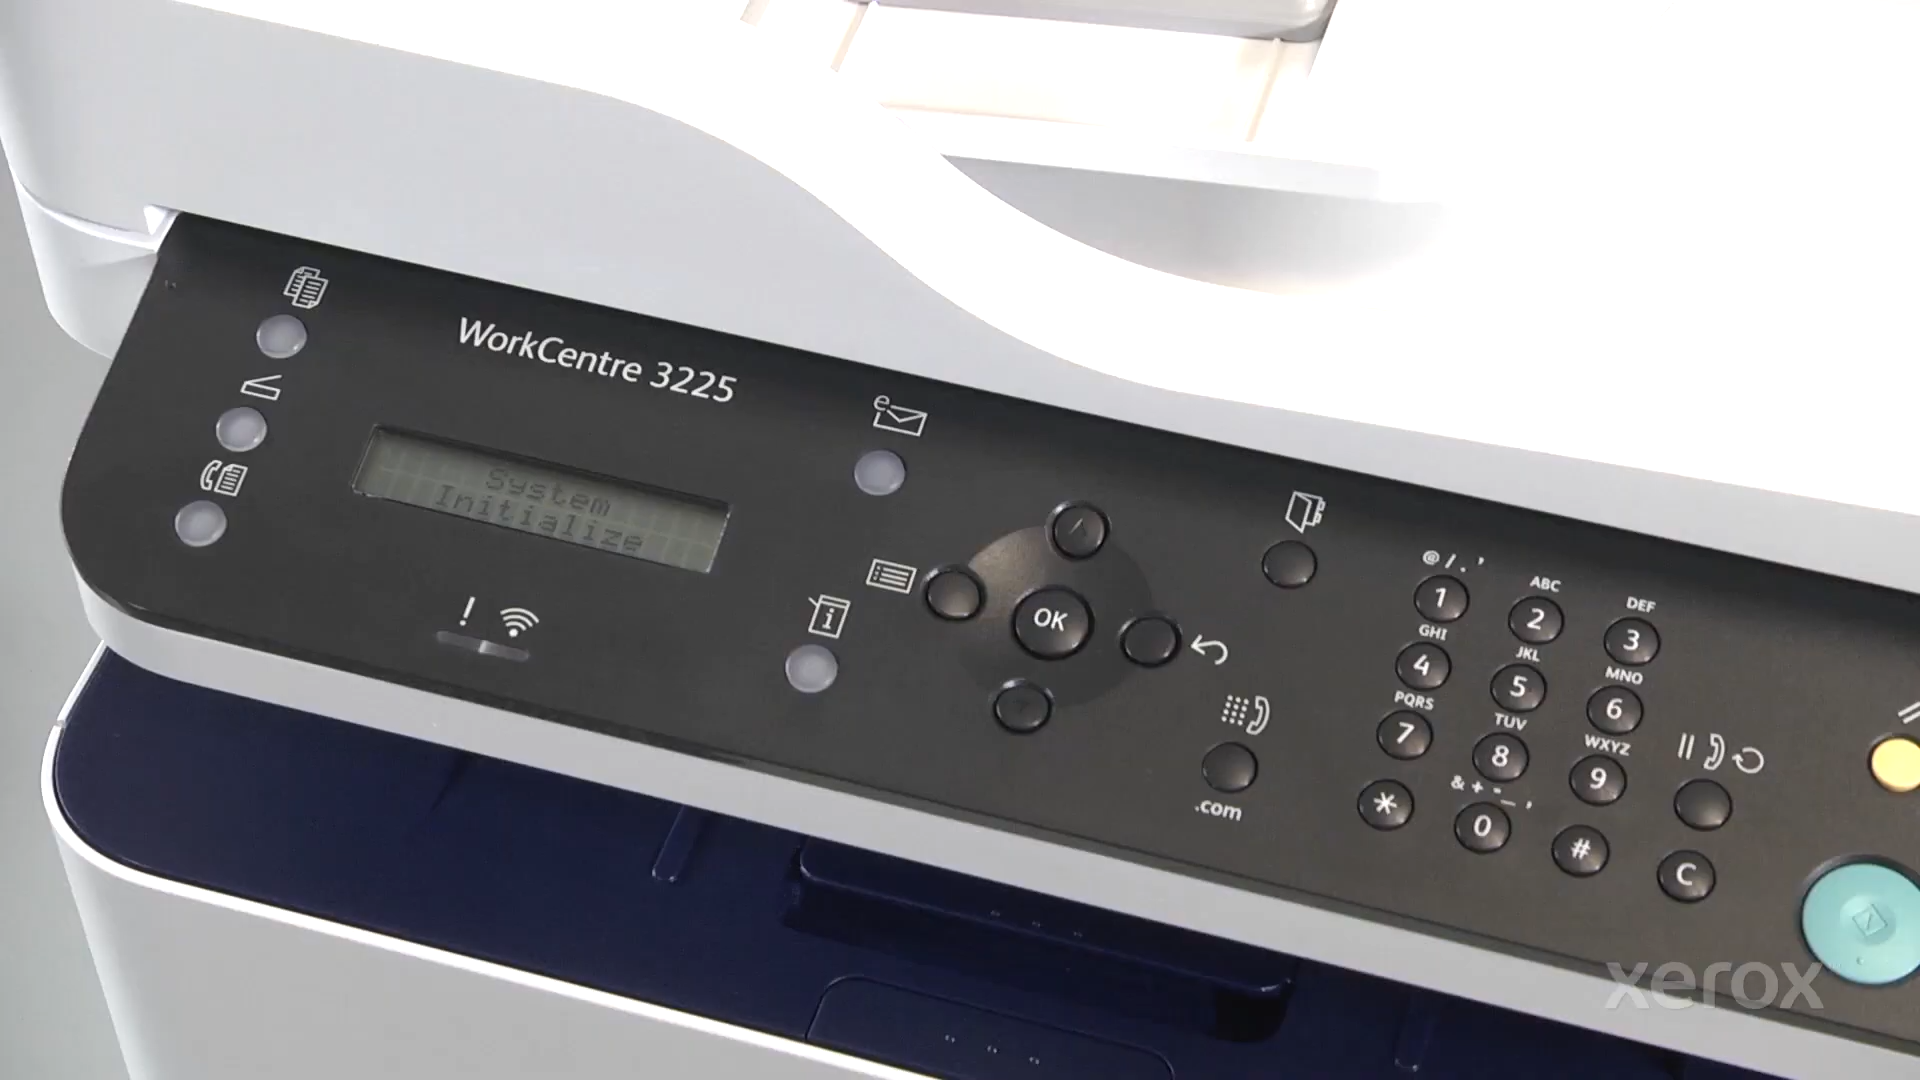 WorkCentre 3225
System
Initialize
!
e
i
OK
.com
@ / . '
1
ABC
2
DEF
3
GHI
4
JKL
5
MNO
6
PQRS
7
TUV
8
WXYZ
9
*
& + - _ ,
0
#
C
xerox